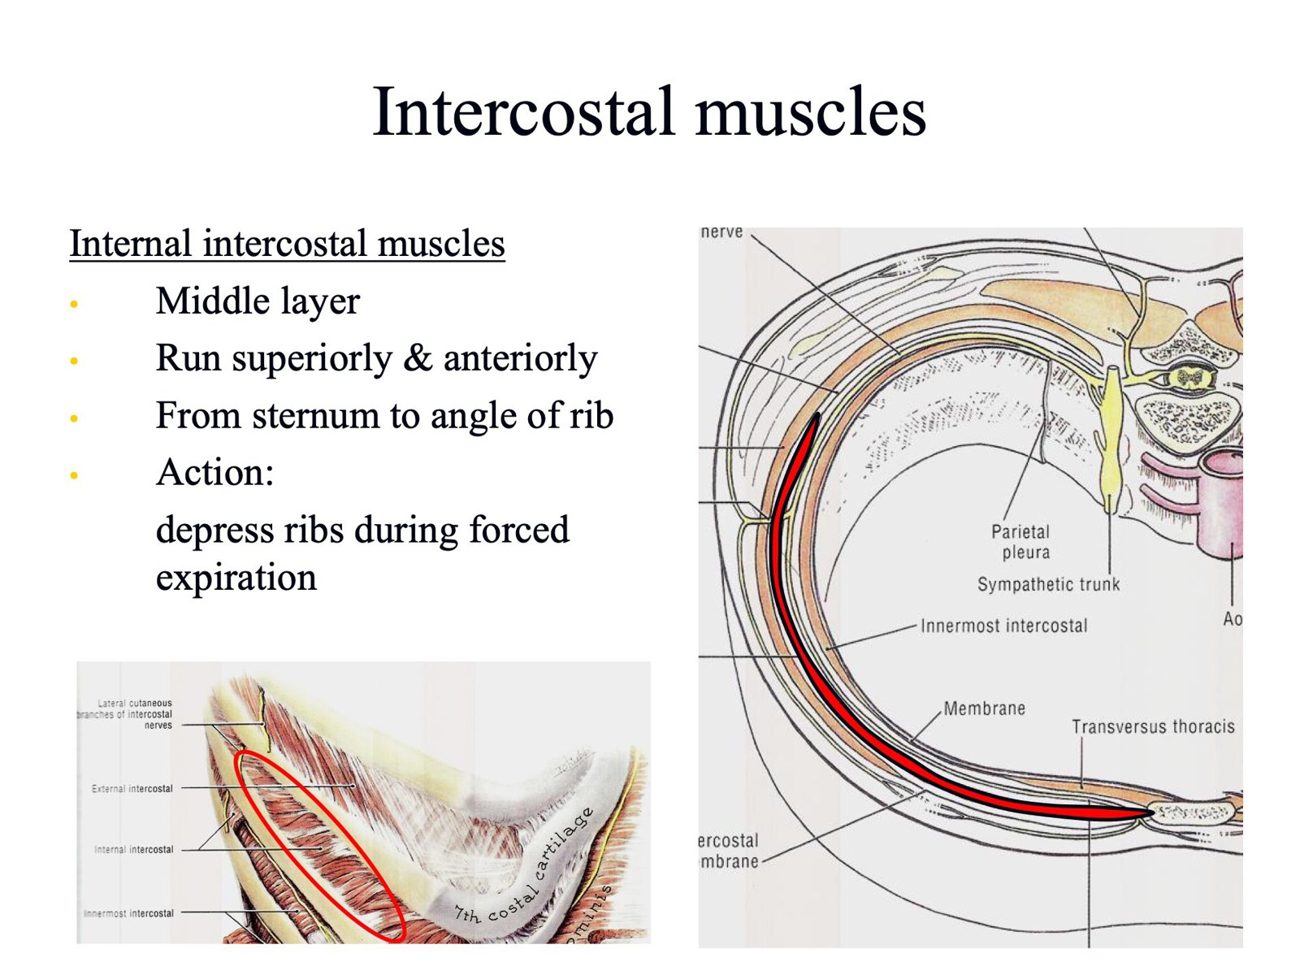 Intercostal muscles
Internal intercostal muscles
• Middle layer
• Run superiorly & anteriorly
• From sternum to angle of rib
• Action:
depress ribs during forced
expiration
Lateral cutaneous
branches of intercostal
nerves
External intercostal
Internal intercostal
Innermost intercostal
7th costal cartilage
ominis
nerve
Parietal
pleura
Sympathetic trunk
Ao
Innermost intercostal
Membrane
Transversus thoracis
ercostal
mbrane